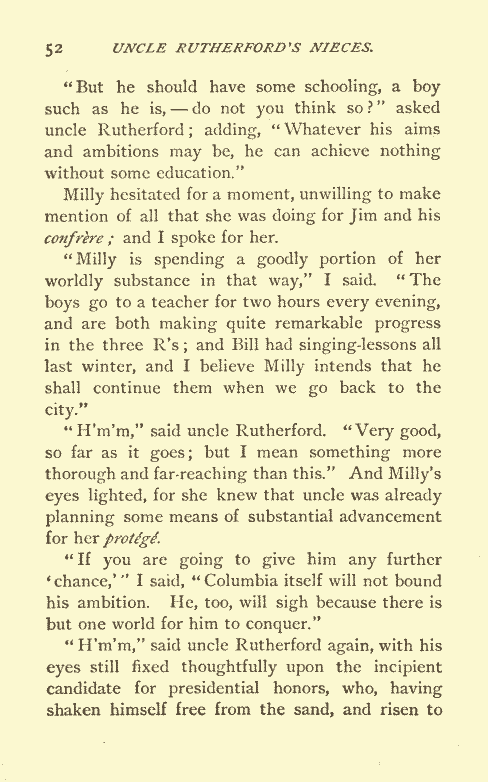 52 UNCLE RUTHERFORD'S NIECES.
"But he should have some schooling, a boy
such as he is, — do not you think so?" asked
uncle Rutherford; adding, "Whatever his aims
and ambitions may be, he can achieve nothing
without some education."
Milly hesitated for a moment, unwilling to make
mention of all that she was doing for Jim and his
confrère; and I spoke for her.
"Milly is spending a goodly portion of her
worldly substance in that way," I said. "The
boys go to a teacher for two hours every evening,
and are both making quite remarkable progress
in the three R's; and Bill had singing-lessons all
last winter, and I believe Milly intends that he
shall continue them when we go back to the
city."
"H'm'm," said uncle Rutherford. "Very good,
so far as it goes; but I mean something more
thorough and far-reaching than this." And Milly's
eyes lighted, for she knew that uncle was already
planning some means of substantial advancement
for her protégé.
"If you are going to give him any further
'chance,'" I said, "Columbia itself will not bound
his ambition. He, too, will sigh because there is
but one world for him to conquer."
"H'm'm," said uncle Rutherford again, with his
eyes still fixed thoughtfully upon the incipient
candidate for presidential honors, who, having
shaken himself free from the sand, and risen to